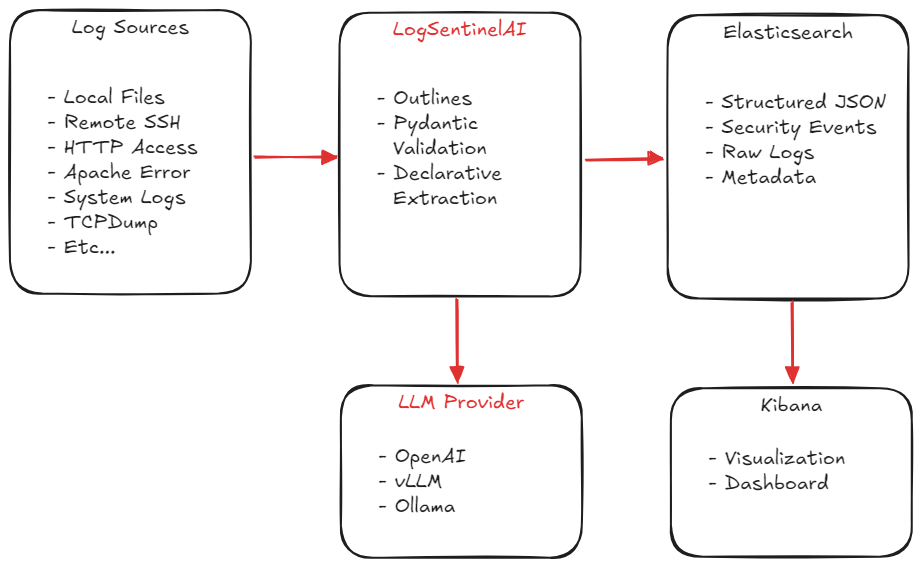 Log Sources
- Local Files
- Remote SSH
- HTTP Access
- Apache Error
- System Logs
- TCPDump
- Etc...
LogSentinelAI
- Outlines
- Pydantic
Validation
- Declarative
Extraction
Elasticsearch
- Structured JSON
- Security Events
- Raw Logs
- Metadata
LLM Provider
- OpenAI
- vLLM
- Ollama
Kibana
- Visualization
- Dashboard